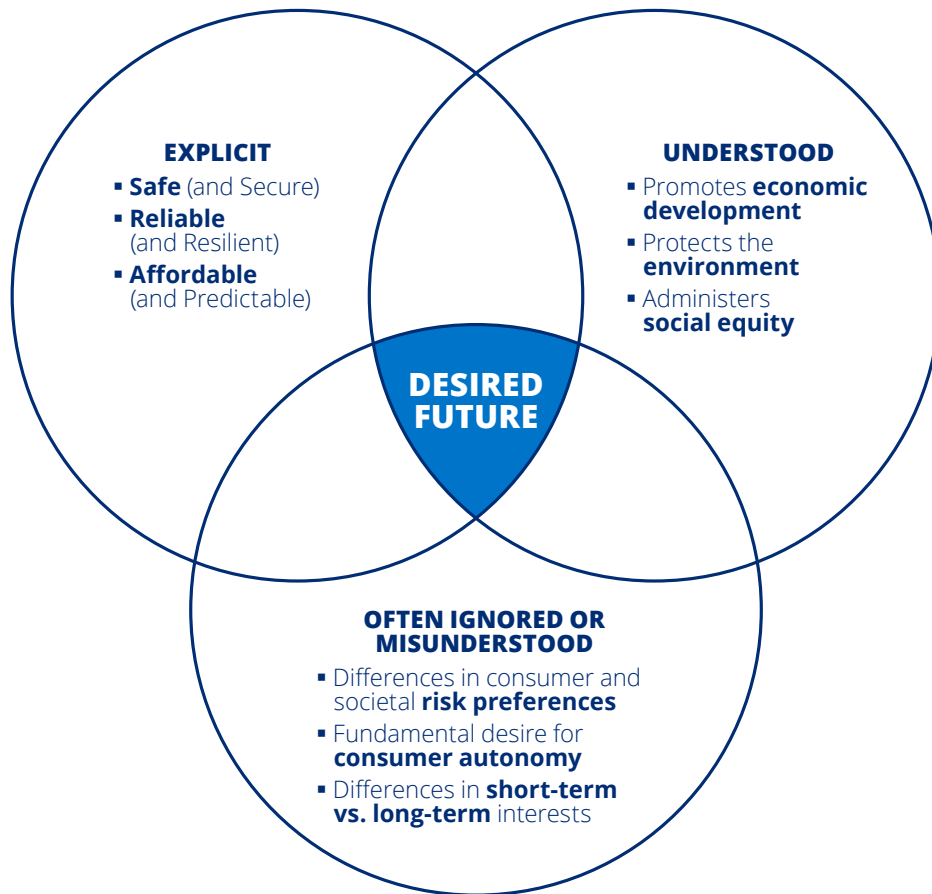 EXPLICIT
▪ Safe (and Secure)
▪ Reliable
(and Resilient)
▪ Affordable
(and Predictable)
UNDERSTOOD
▪ Promotes economic
development
▪ Protects the
environment
▪ Administers
social equity
DESIRED
FUTURE
OFTEN IGNORED OR
MISUNDERSTOOD
▪ Differences in consumer and
societal risk preferences
▪ Fundamental desire for
consumer autonomy
▪ Differences in short-term
vs. long-term interests